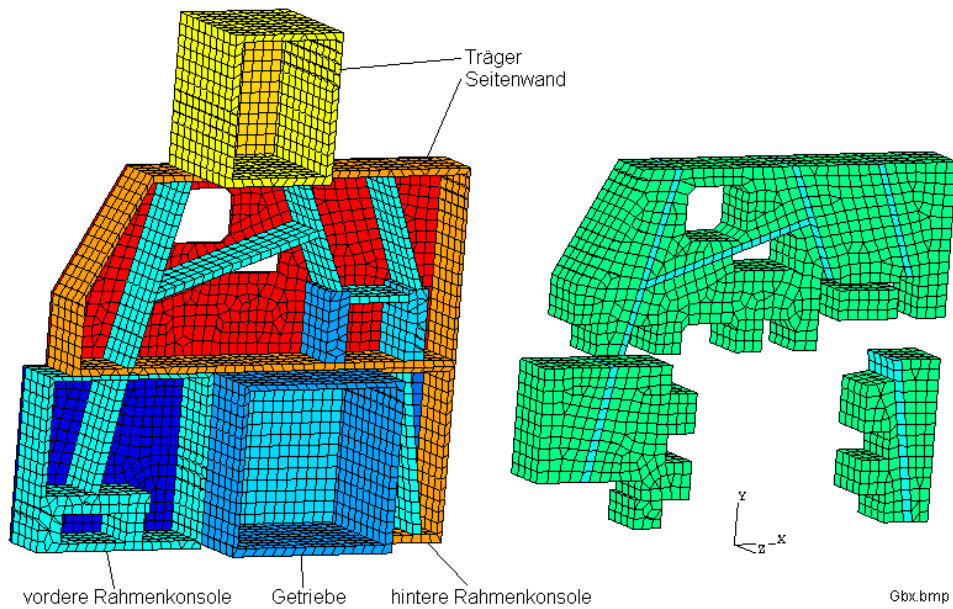 Träger
Seitenwand
Y
X
Z
vordere Rahmenkonsole
Getriebe
hintere Rahmenkonsole
Gbx.bmp